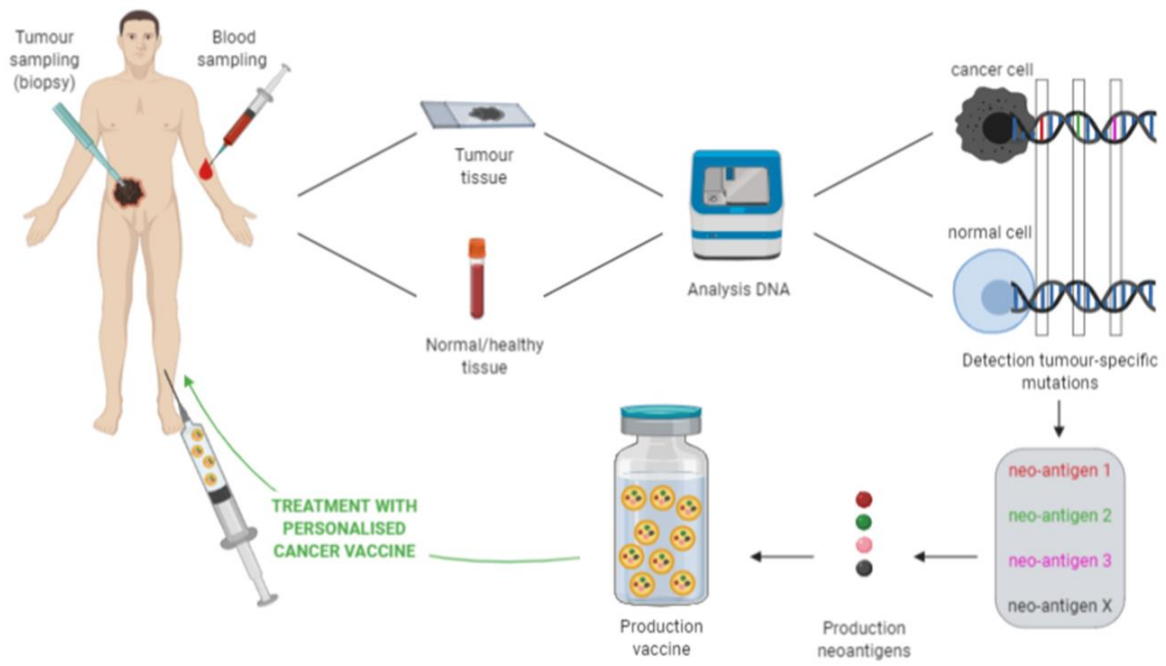 Tumour
sampling
(biopsy)
Blood
sampling
Tumour
tissue
Normal/healthy
tissue
Analysis DNA
cancer cell
normal cell
Detection tumour-specific
mutations
neo-antigen 1
neo-antigen 2
neo-antigen 3
neo-antigen X
Production
neoantigens
Production
vaccine
TREATMENT WITH
PERSONALISED
CANCER VACCINE